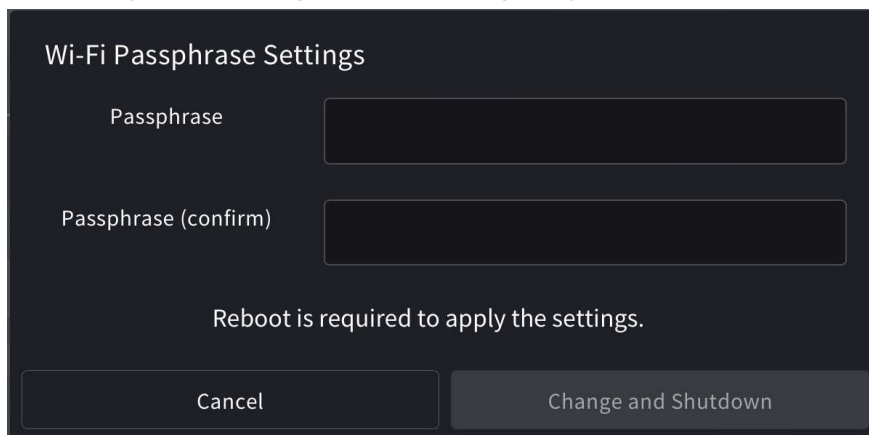 Wi-Fi Passphrase Settings
Passphrase
Passphrase (confirm)
Reboot is required to apply the settings.
Cancel
Change and Shutdown